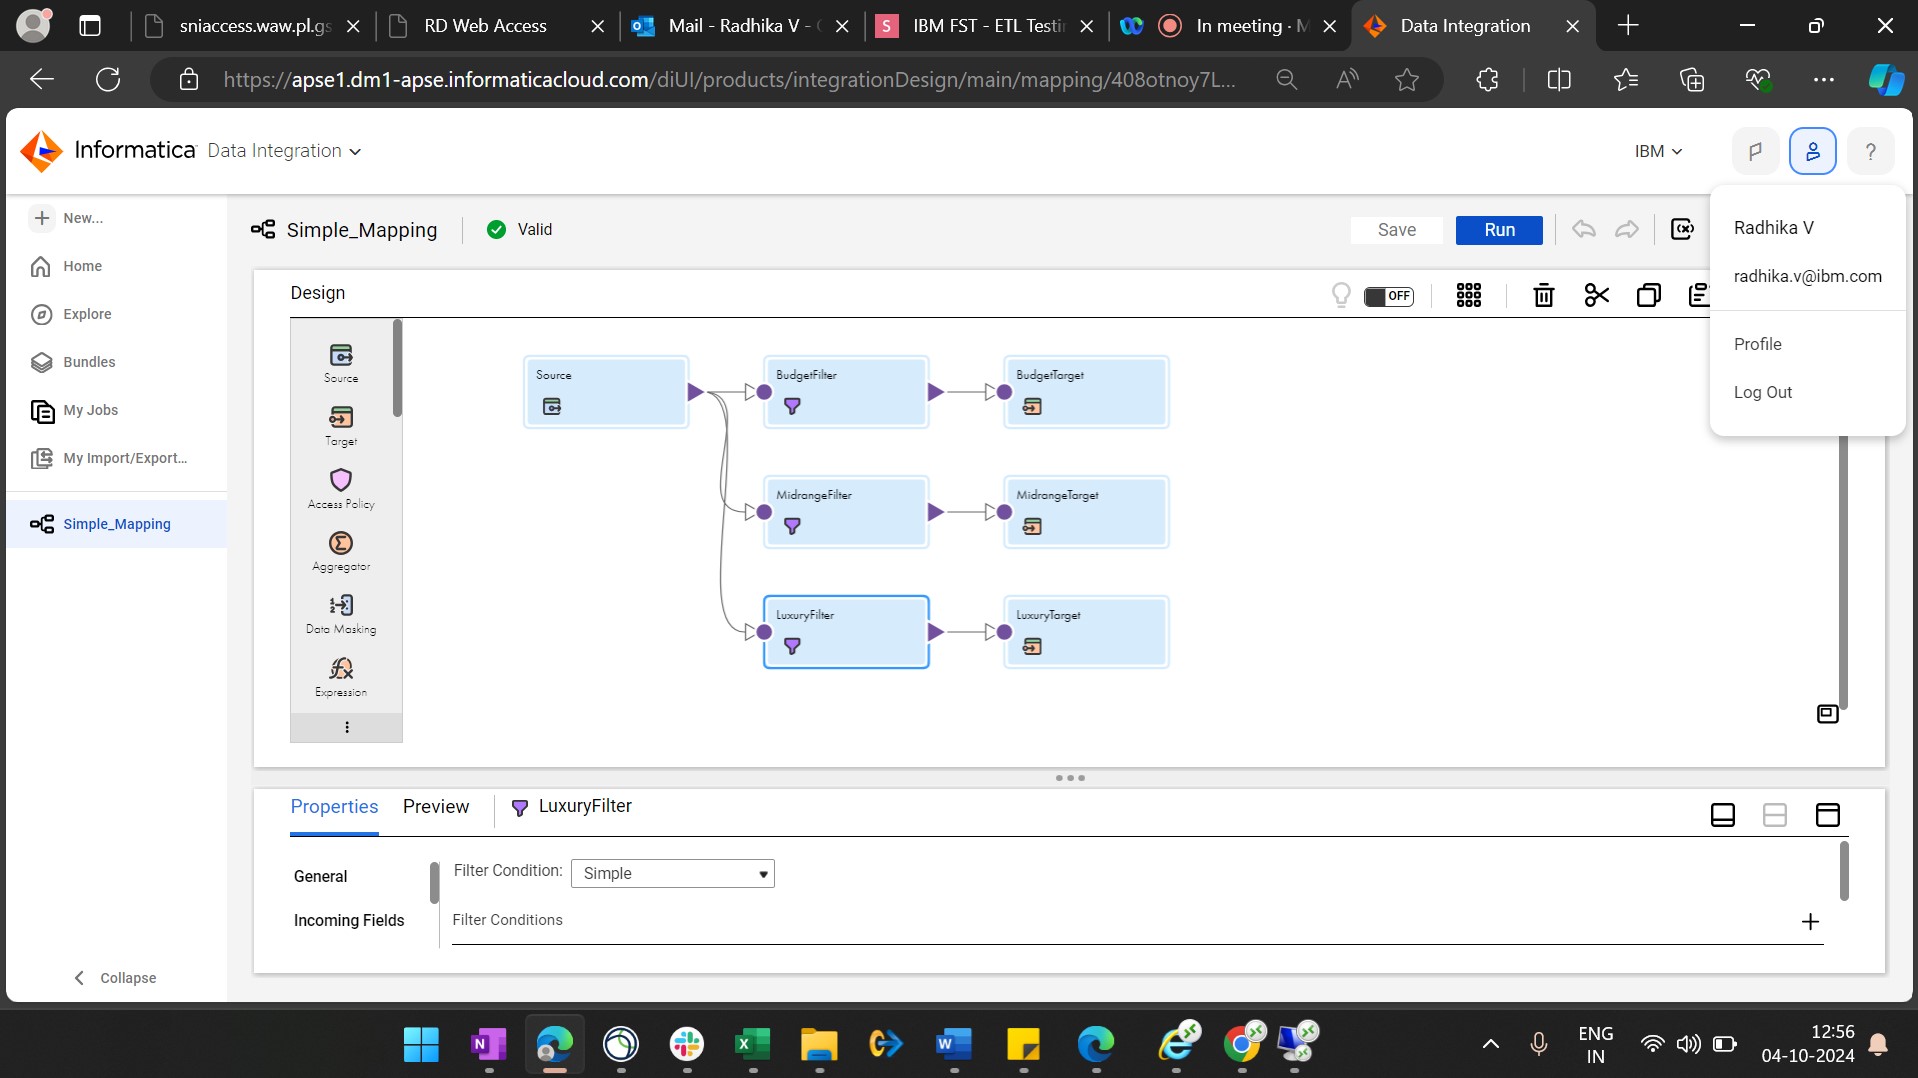 sniaccess.waw.pl.gs
RD Web Access
Mail - Radhika V -
IBM FST - ETL Testi
In meeting · M
Data Integration
https://apse1.dm1-apse.informaticacloud.com/diUI/products/integrationDesign/main/mapping/408otnoy7L...
Informatica Data Integration
IBM
?
New...
Home
Explore
Bundles
My Jobs
My Import/Export...
Simple_Mapping
Collapse
Simple_Mapping
Valid
Save
Run
Radhika V
radhika.v@ibm.com
Profile
Log Out
Design
OFF
Source
Target
Access Policy
Aggregator
Data Masking
Expression
Source
BudgetFilter
BudgetTarget
MidrangeFilter
MidrangeTarget
LuxuryFilter
LuxuryTarget
Properties
Preview
LuxuryFilter
General
Incoming Fields
Filter Condition:
Simple
Filter Conditions
ENG
IN
12:56
04-10-2024